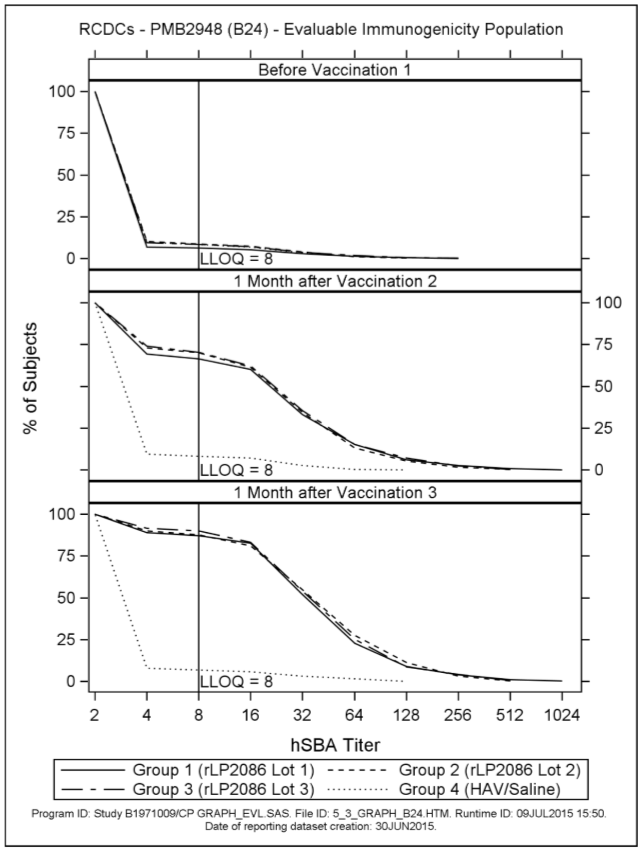 RCDCs - PMB2948 (B24) - Evaluable Immunogenicity Population
Before Vaccination 1
100
75
50
25
0
LLOQ = 8
1 Month after Vaccination 2
100
75
50
25
0
LLOQ = 8
% of Subjects
1 Month after Vaccination 3
100
75
50
25
0
LLOQ = 8
2 4 8 16 32 64 128 256 512 1024
hSBA Titer
Group 1 (rLP2086 Lot 1) Group 2 (rLP2086 Lot 2)
Group 3 (rLP2086 Lot 3) Group 4 (HAV/Saline)
Program ID: Study B1971009/CP GRAPH_EVL.SAS. File ID: 5_3_GRAPH_B24.HTM. Runtime ID: 09JUL2015 15:50.
Date of reporting dataset creation: 30JUN2015.